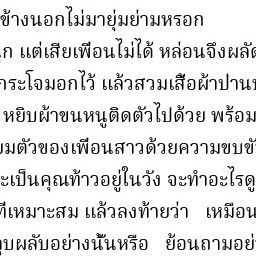 ข้างนอกไม่มายุ่มย่ามหรอก
แต่เสียเพื่อนไม่ได้ หล่อนจึงผลัด
กระโจมอกไว้ แล้วสวมเสื้อผ้าปาน
หยิบผ้าขนหนูติดตัวไปด้วย พร้อม
ตัวของเพื่อนสาวด้วยความขบขัน
เป็นคุณท้าวอยู่ในวัง จะทำอะไรดู
ที่เหมาะสม แล้วลงท้ายว่า เหมือน
ผลับอย่างนั้นหรือ ย้อนถามอย่